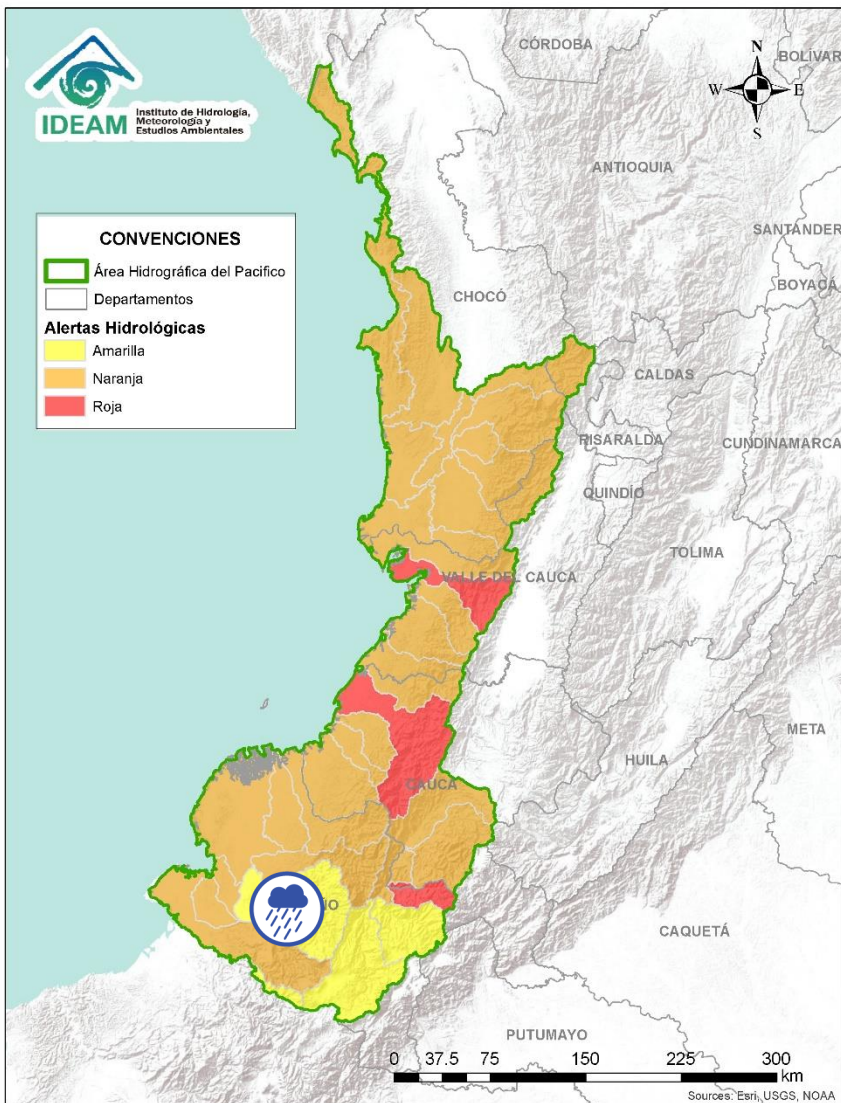 IDEAM
Instituto de Hidrología,
Meteorología y
Estudios Ambientales
CÓRDOBA
BOLÍVAR
N
W
E
S
ANTIOQUIA
SANTANDER
BOYACÁ
CONVENCIONES
Área Hidrográfica del Pacifico
Departamentos
Alertas Hidrológicas
Amarilla
Naranja
Roja
CHOCÓ
CALDAS
RISARALDA
CUNDINAMARCA
QUINDÍO
TOLIMA
VALLE DEL CAUCA
META
HUILA
CAUCA
CAQUETÁ
PUTUMAYO
0 37.5 75 150 225 300
km
Sources: Esri, USGS, NOAA